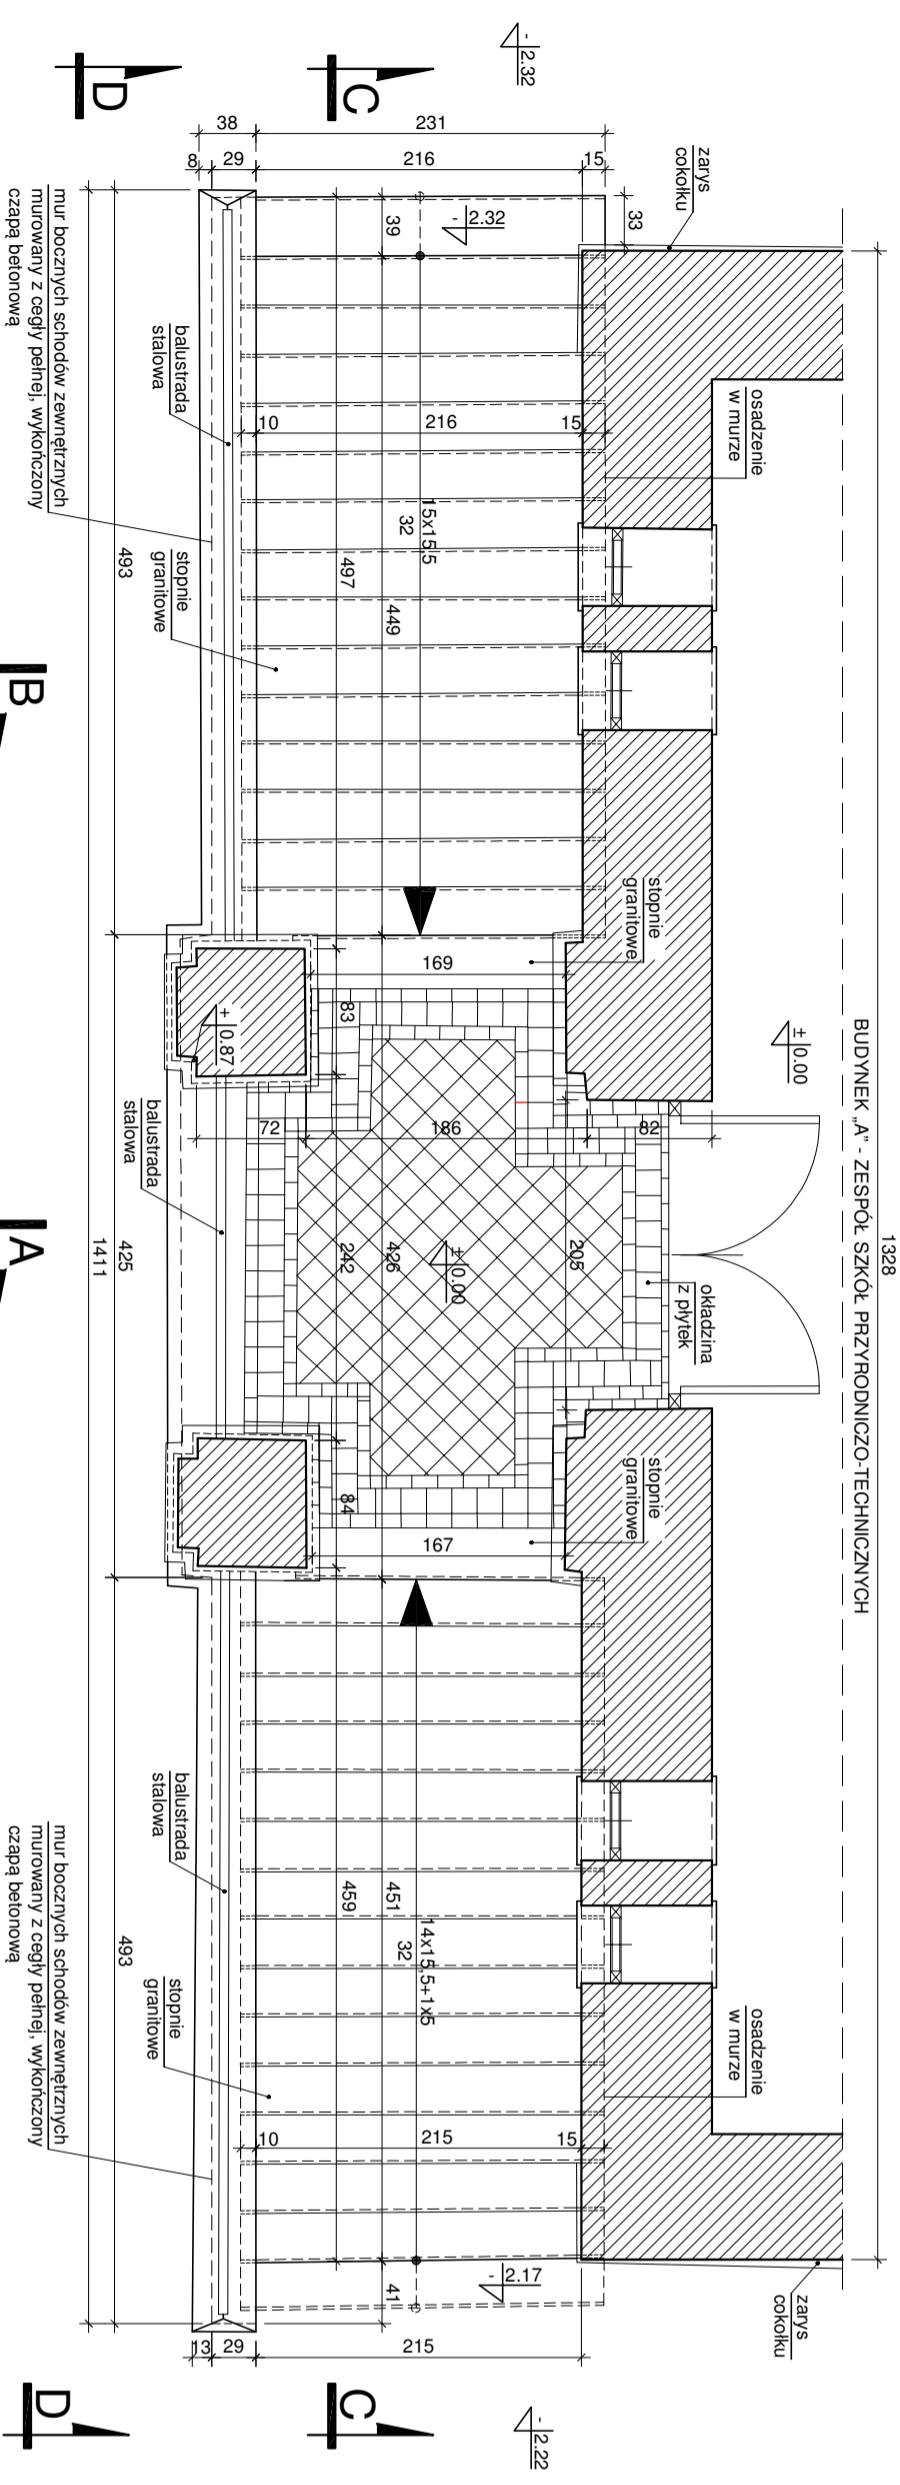 1328
BUDYNEK „A” - ZESPÓŁ SZKÓŁ PRZYRODNICZO-TECHNICZNYCH
± 0.00
zarys
cokołku
osadzenie
w murze
stopnie
granitowe
okładzina
z płytek
stopnie
granitowe
osadzenie
w murze
zarys
cokołku
- 2.32
- 2.22
33
15
231
216
38
29
8
39
- 2.32
10
216
15
15x15,5
32
497
449
169
83
186
82
72
205
± 0.00
426
242
+ 0.87
84
167
14x15,5+1x5
32
451
459
10
215
15
- 2.17
41
215
29
13
C
C
D
D
balustrada
stalowa
stopnie
granitowe
balustrada
stalowa
balustrada
stalowa
stopnie
granitowe
mur bocznych schodów zewnętrznych
murowany z cegły pełnej, wykończony
czapą betonową
mur bocznych schodów zewnętrznych
murowany z cegły pełnej, wykończony
czapą betonową
493
425
493
1411
B
A